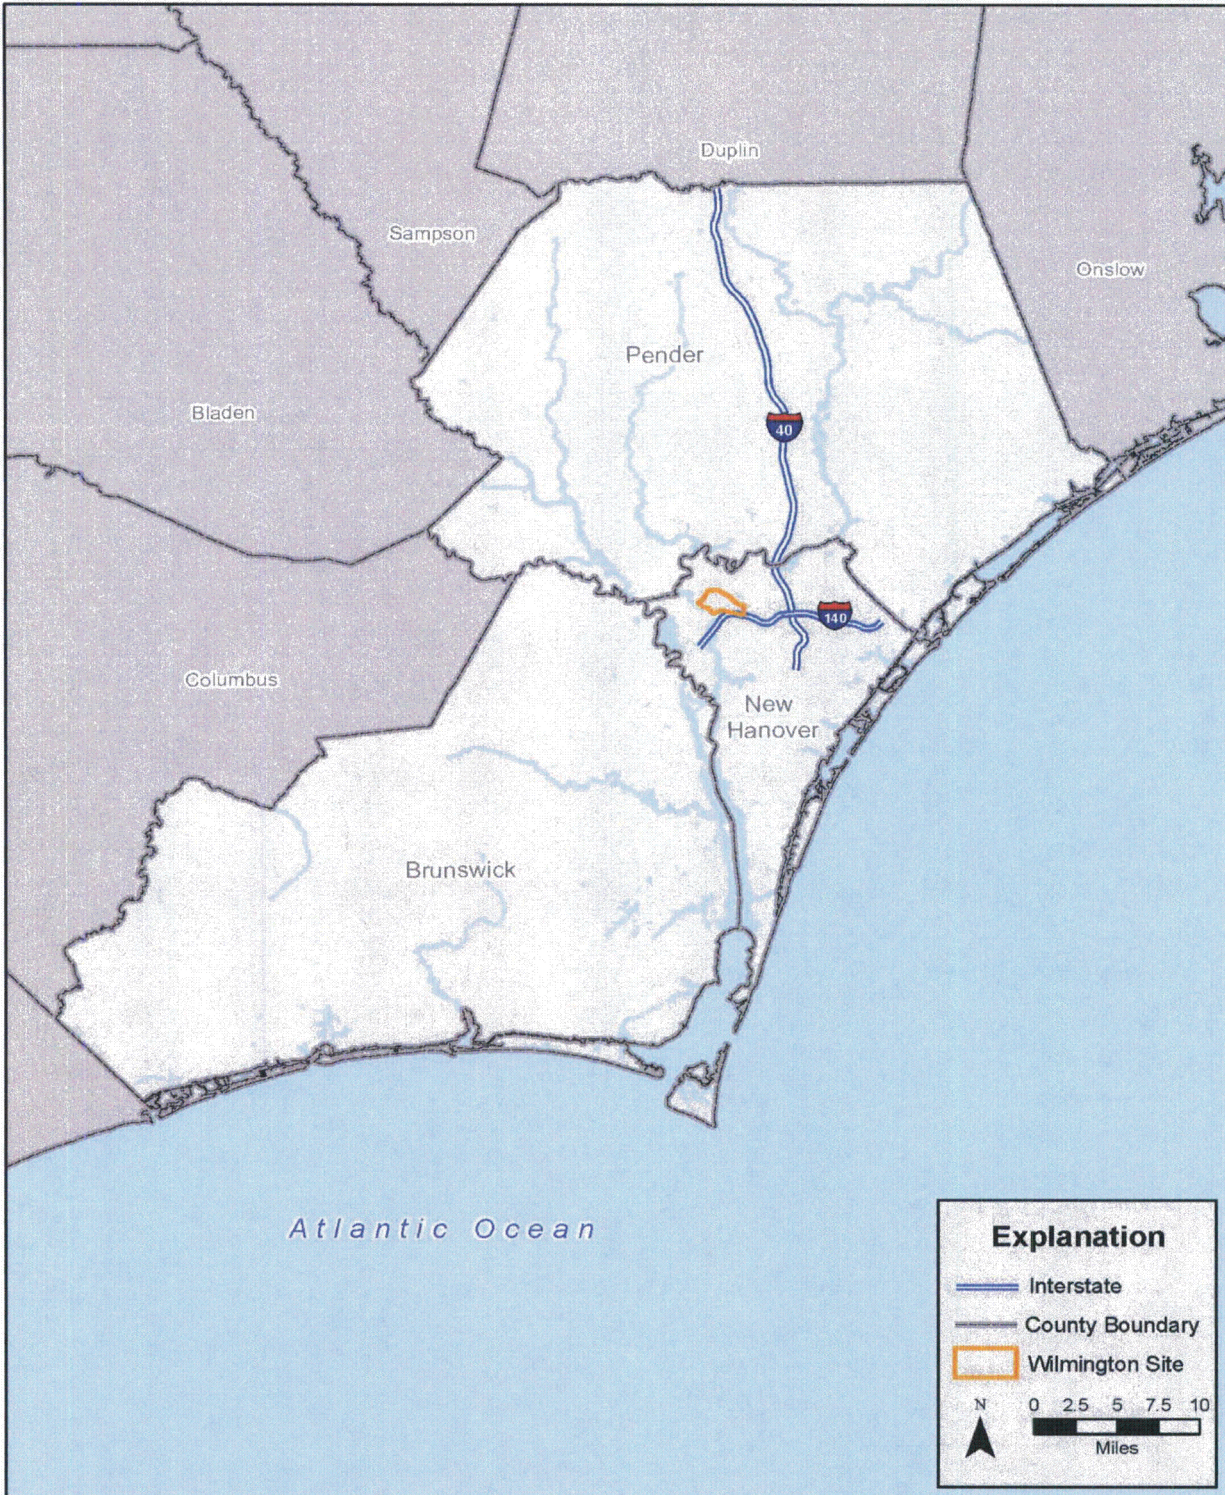 Duplin
Sampson
Onslow
Pender
Bladen
40
140
Columbus
New
Hanover
Brunswick
Atlantic Ocean
Explanation
Interstate
County Boundary
Wilmington Site
N
0 2.5 5 7.5 10
Miles